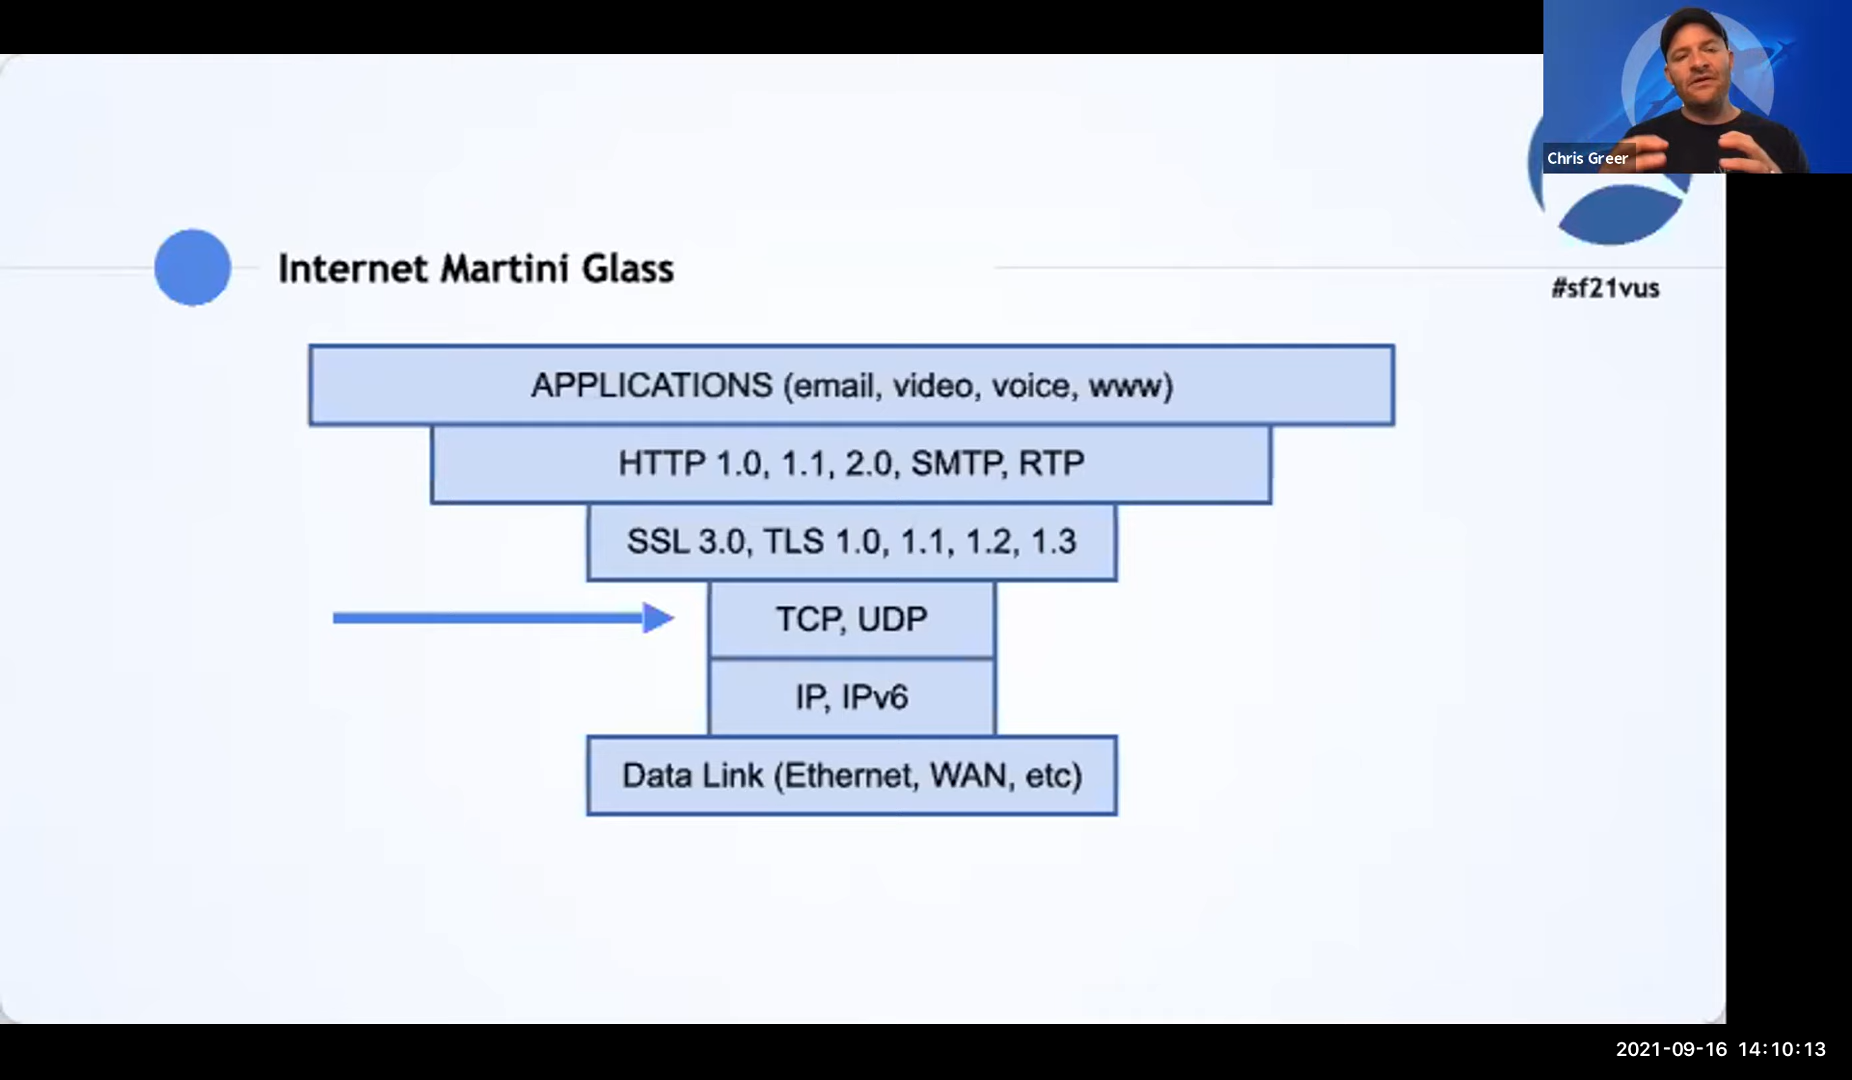 Chris Greer
Internet Martini Glass
#sf21vus
APPLICATIONS (email, video, voice, www)
HTTP 1.0, 1.1, 2.0, SMTP, RTP
SSL 3.0, TLS 1.0, 1.1, 1.2, 1.3
TCP, UDP
IP, IPv6
Data Link (Ethernet, WAN, etc)
2021-09-16 14:10:13